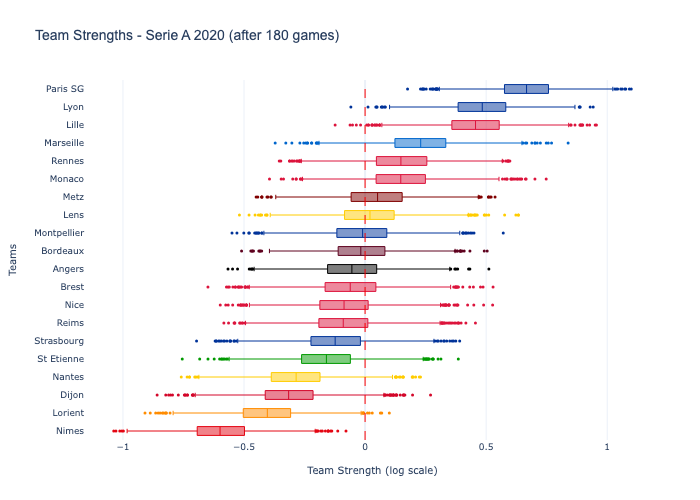 Team Strengths - Serie A 2020 (after 180 games)
Paris SG
Lyon
Lille
Marseille
Rennes
Monaco
Metz
Lens
Montpellier
Bordeaux
Angers
Brest
Nice
Reims
Strasbourg
St Etienne
Nantes
Dijon
Lorient
Nimes
Teams
−1 −0.5 0 0.5 1
Team Strength (log scale)